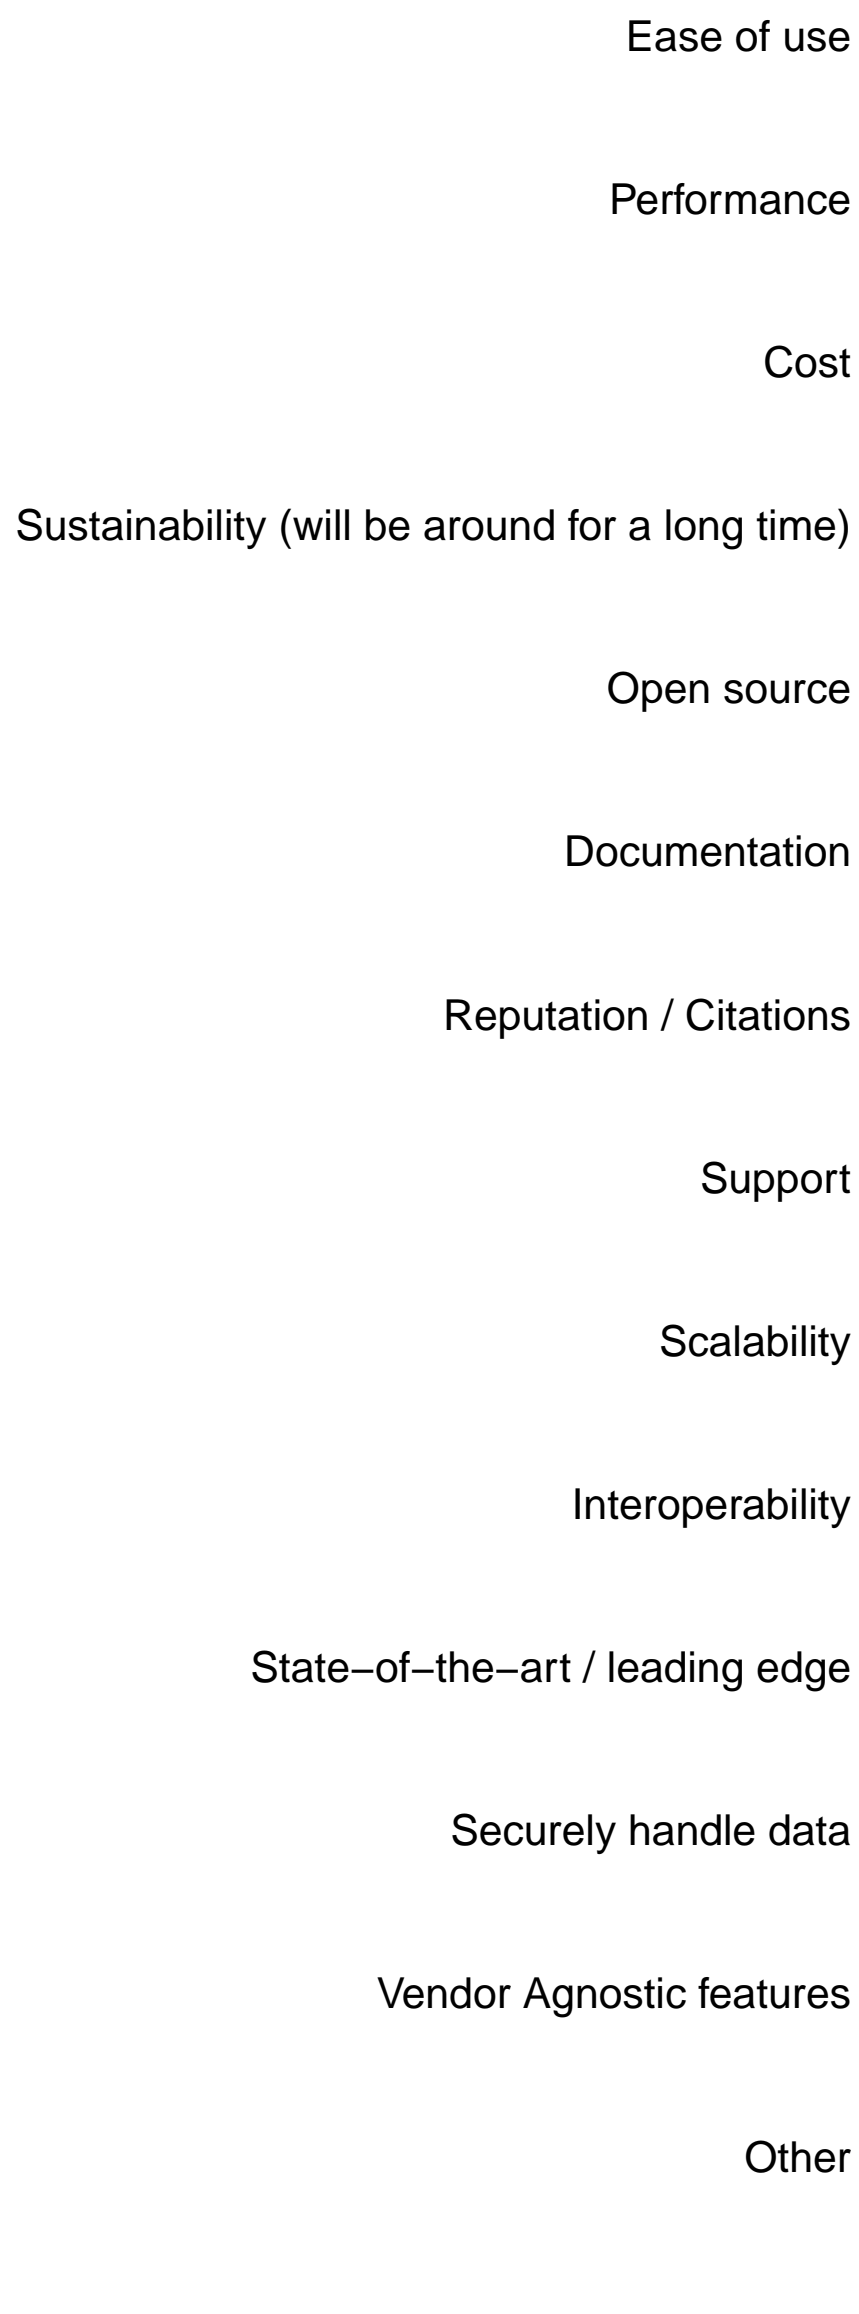 Ease of use
Performance
Cost
Sustainability (will be around for a long time)
Open source
Documentation
Reputation / Citations
Support
Scalability
Interoperability
State−of−the−art / leading edge
Securely handle data
Vendor Agnostic features
Other